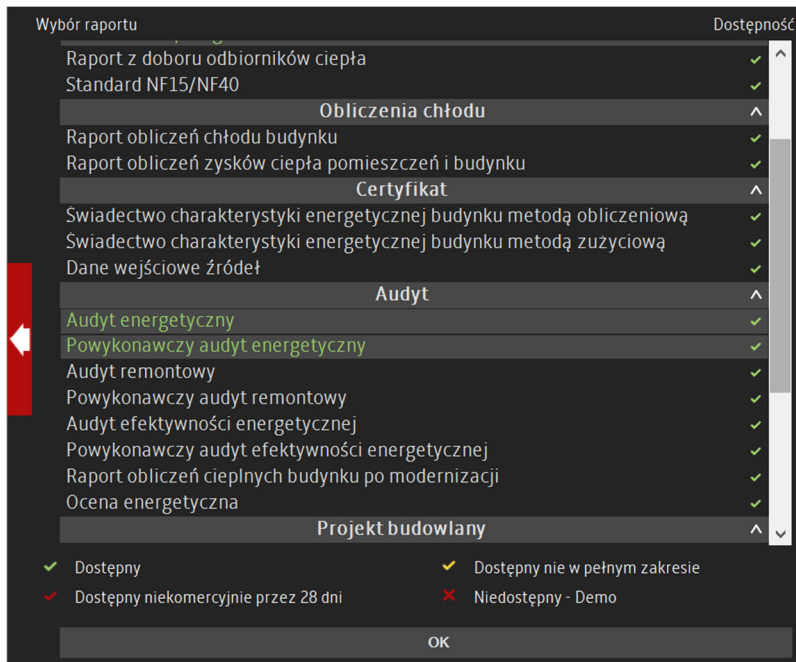 Wybór raportu
Dostępność
Raport z doboru odbiorników ciepła
Standard NF15/NF40
Obliczenia chłodu
Raport obliczeń chłodu budynku
Raport obliczeń zysków ciepła pomieszczeń i budynku
Certyfikat
Świadectwo charakterystyki energetycznej budynku metodą obliczeniową
Świadectwo charakterystyki energetycznej budynku metodą zużyciową
Dane wejściowe źródeł
Audyt
Audyt energetyczny
Powykonawczy audyt energetyczny
Audyt remontowy
Powykonawczy audyt remontowy
Audyt efektywności energetycznej
Powykonawczy audyt efektywności energetycznej
Raport obliczeń cieplnych budynku po modernizacji
Ocena energetyczna
Projekt budowlany
Dostępny
Dostępny nie w pełnym zakresie
Dostępny niekomercyjnie przez 28 dni
Niedostępny - Demo
OK